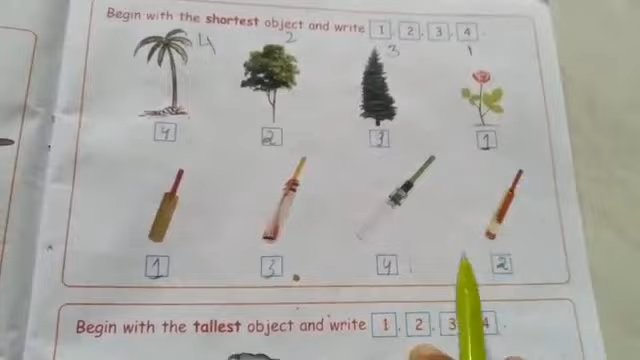 Begin with the shortest object and write 1, 2, 3, 4.
4 2 3 1
4 2 3 1
1 3 4 2
Begin with the tallest object and write 1, 2, 3, 4.